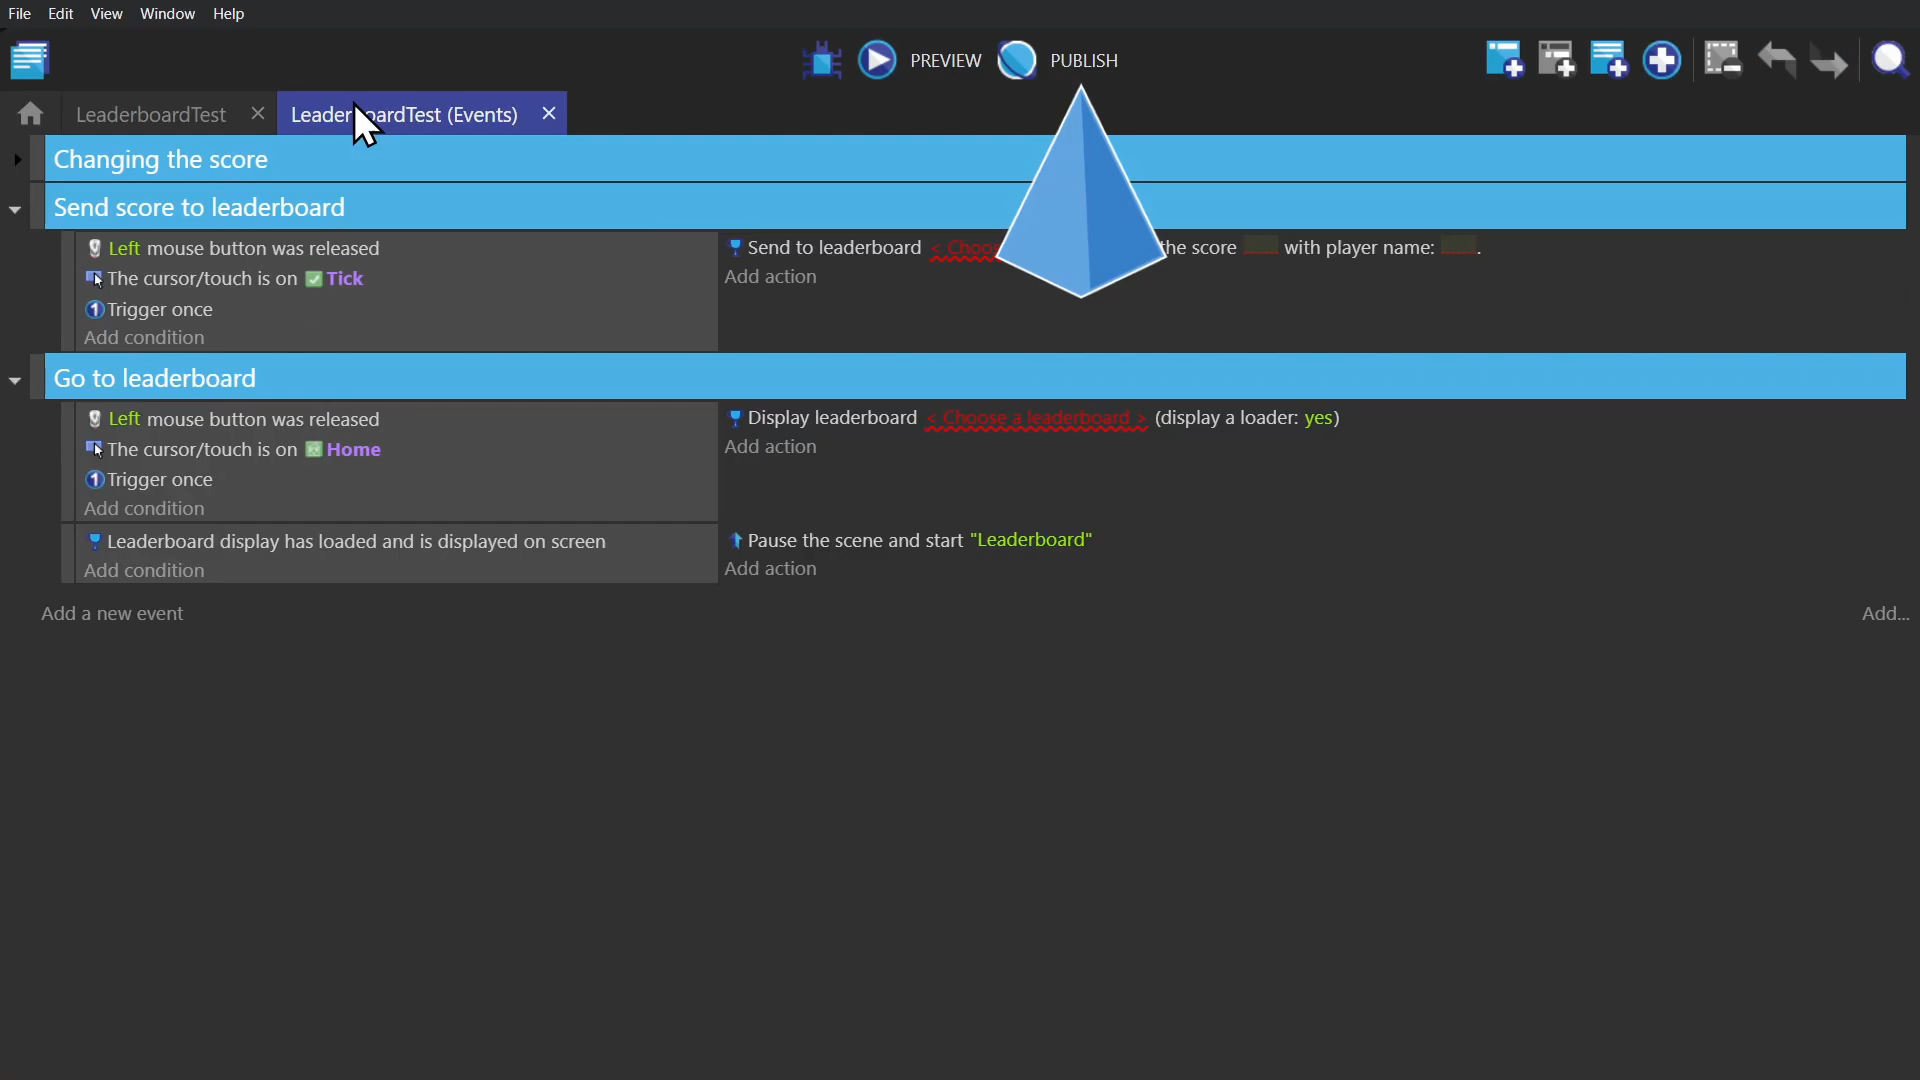 File Edit View Window Help
PREVIEW PUBLISH
LeaderboardTest LeaderboardTest (Events)
Changing the score
Send score to leaderboard
Left mouse button was released
Send to leaderboard < Choo the score with player name: .
The cursor/touch is on Tick
Add action
Trigger once
Add condition
Go to leaderboard
Left mouse button was released
Display leaderboard < Choose a leaderboard > (display a loader: yes)
The cursor/touch is on Home
Add action
Trigger once
Add condition
Leaderboard display has loaded and is displayed on screen
Pause the scene and start "Leaderboard"
Add condition
Add action
Add a new event
Add...